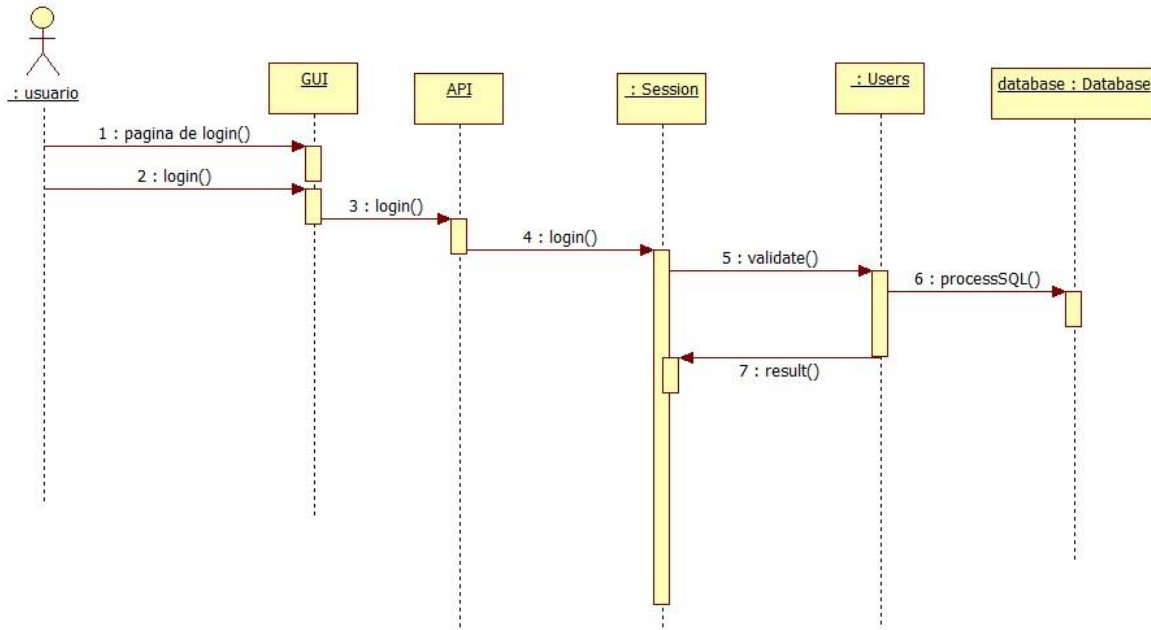 : usuario
GUI
API
: Session
: Users
database : Database
1 : pagina de login()
2 : login()
3 : login()
4 : login()
5 : validate()
6 : processSQL()
7 : result()